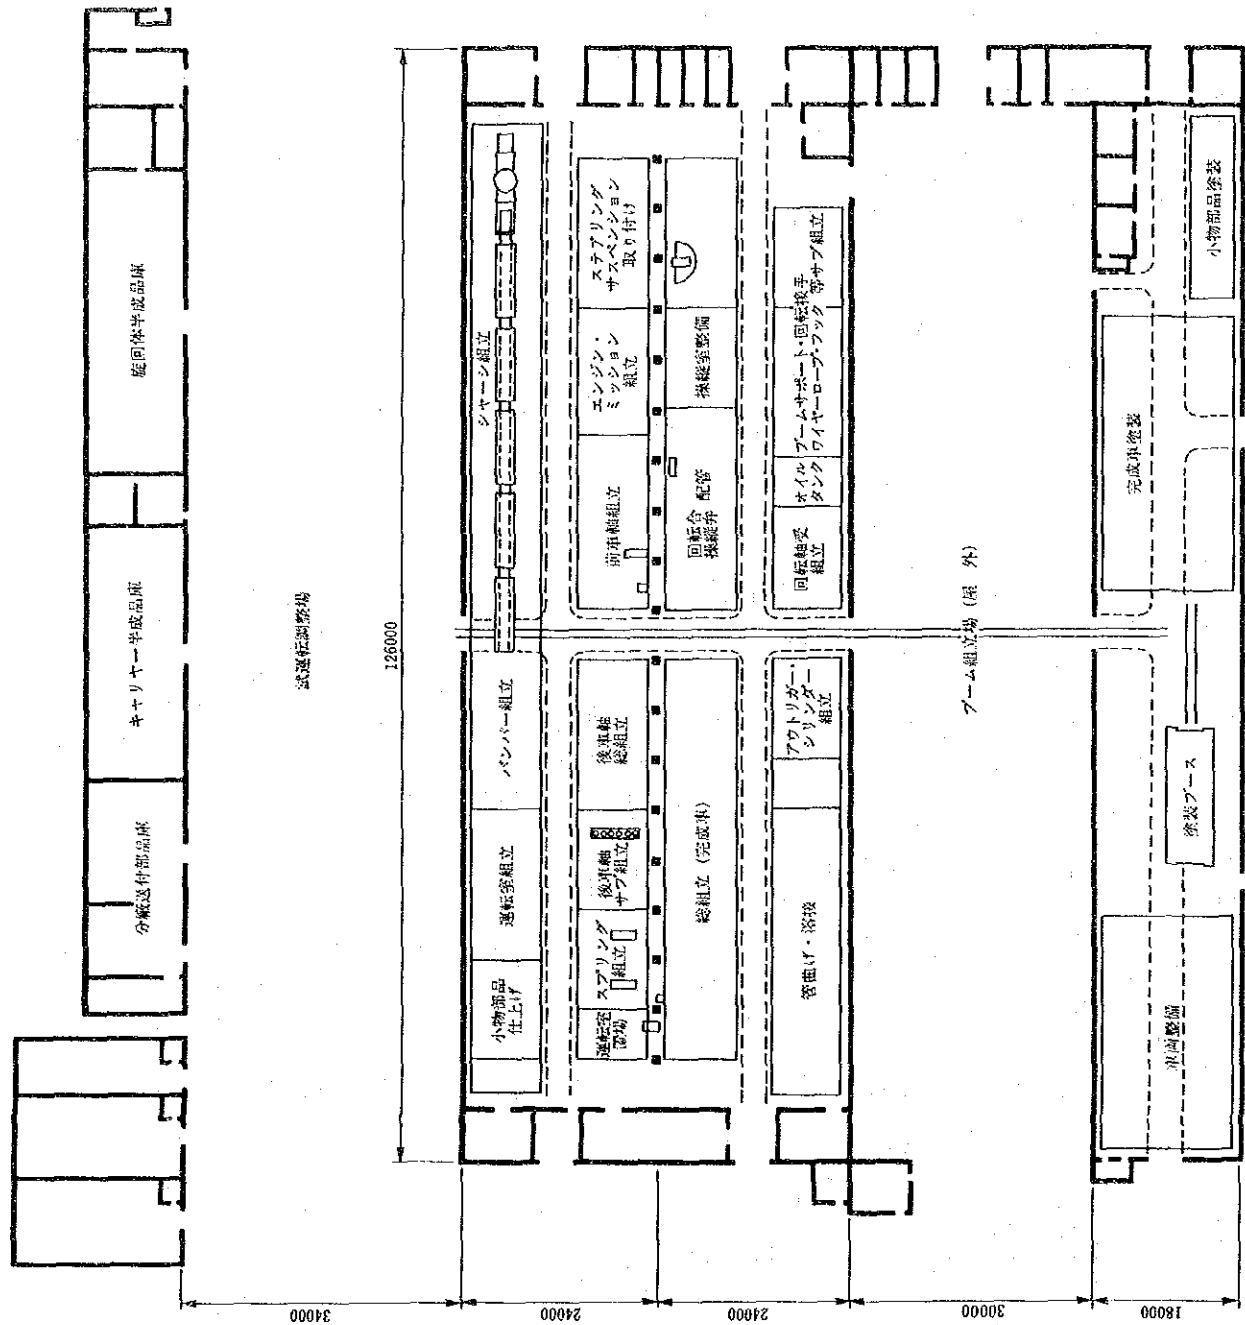 分厰送付部品庫
キャリヤー半成品庫
旋回体半成品庫
試運転調整場
126000
小物部品
仕上げ
運転室組立
バンパー組立
シャーシ組立
運転室
置場
スプリング
組立
後車軸
サブ組立
後車軸
総組立
前車軸組立
エンジン・
ミッション
組立
ステアリング
サスペンション
取り付け
総組立(完成車)
回転台
操縦弁
配管
操縦室整備
管曲げ・溶接
アウトリガー・
シリンダー
組立
回転軸受
組立
オイル
タンク
ブームサポート・回転接手
ワイヤーロープ・フック
等サブ組立
ブーム組立場(屋 外)
車両整備
塗装ブース
完成車塗装
小物部品塗装
34000
24000
24000
30000
18000